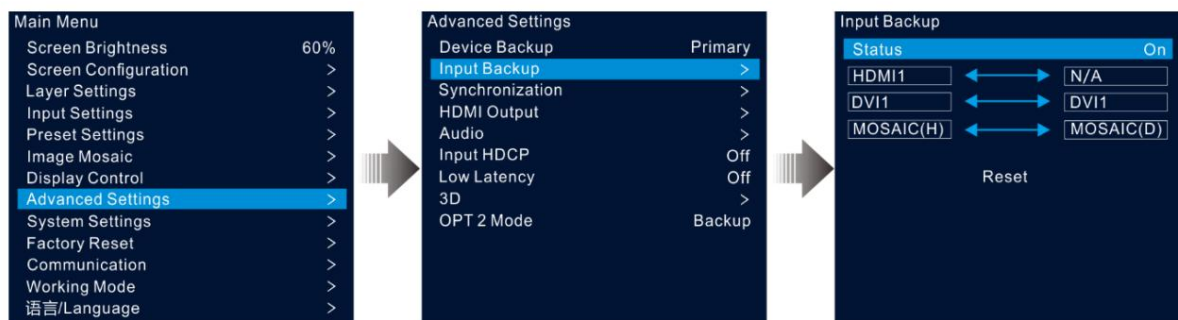 Main Menu
Screen Brightness 60%
Screen Configuration >
Layer Settings >
Input Settings >
Preset Settings >
Image Mosaic >
Display Control >
Advanced Settings >
System Settings >
Factory Reset >
Communication >
Working Mode >
语言/Language >
Advanced Settings
Device Backup Primary
Input Backup >
Synchronization >
HDMI Output >
Audio >
Input HDCP Off
Low Latency Off
3D >
OPT 2 Mode Backup
Input Backup
Status On
HDMI1 N/A
DVI1 DVI1
MOSAIC(H) MOSAIC(D)
Reset